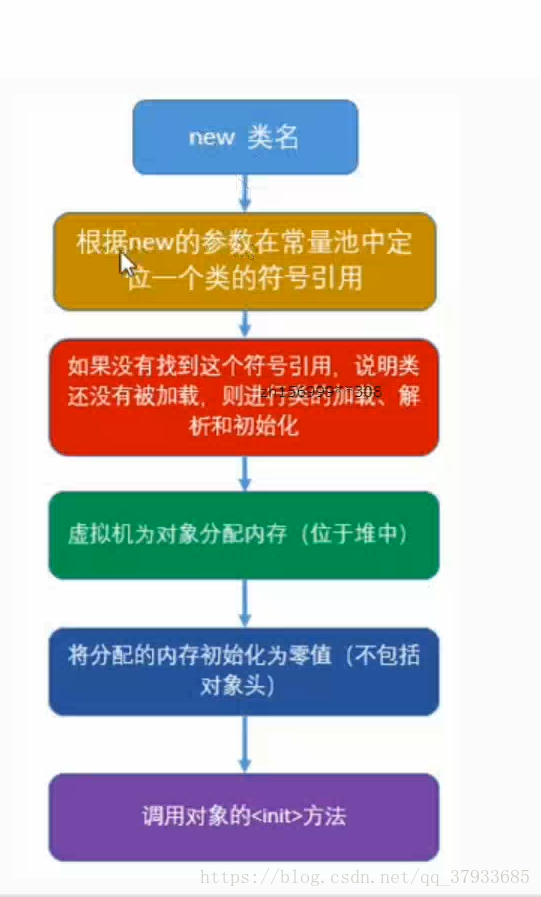 new 类名
根据new的参数在常量池中定
位一个类的符号引用
如果没有找到这个符号引用，说明类
还没有被加载，则进行类的加载、解
析和初始化
虚拟机为对象分配内存（位于堆中）
将分配的内存初始化为零值（不包括
对象头）
调用对象的<init>方法
https://blog.csdn.net/qq_37933685